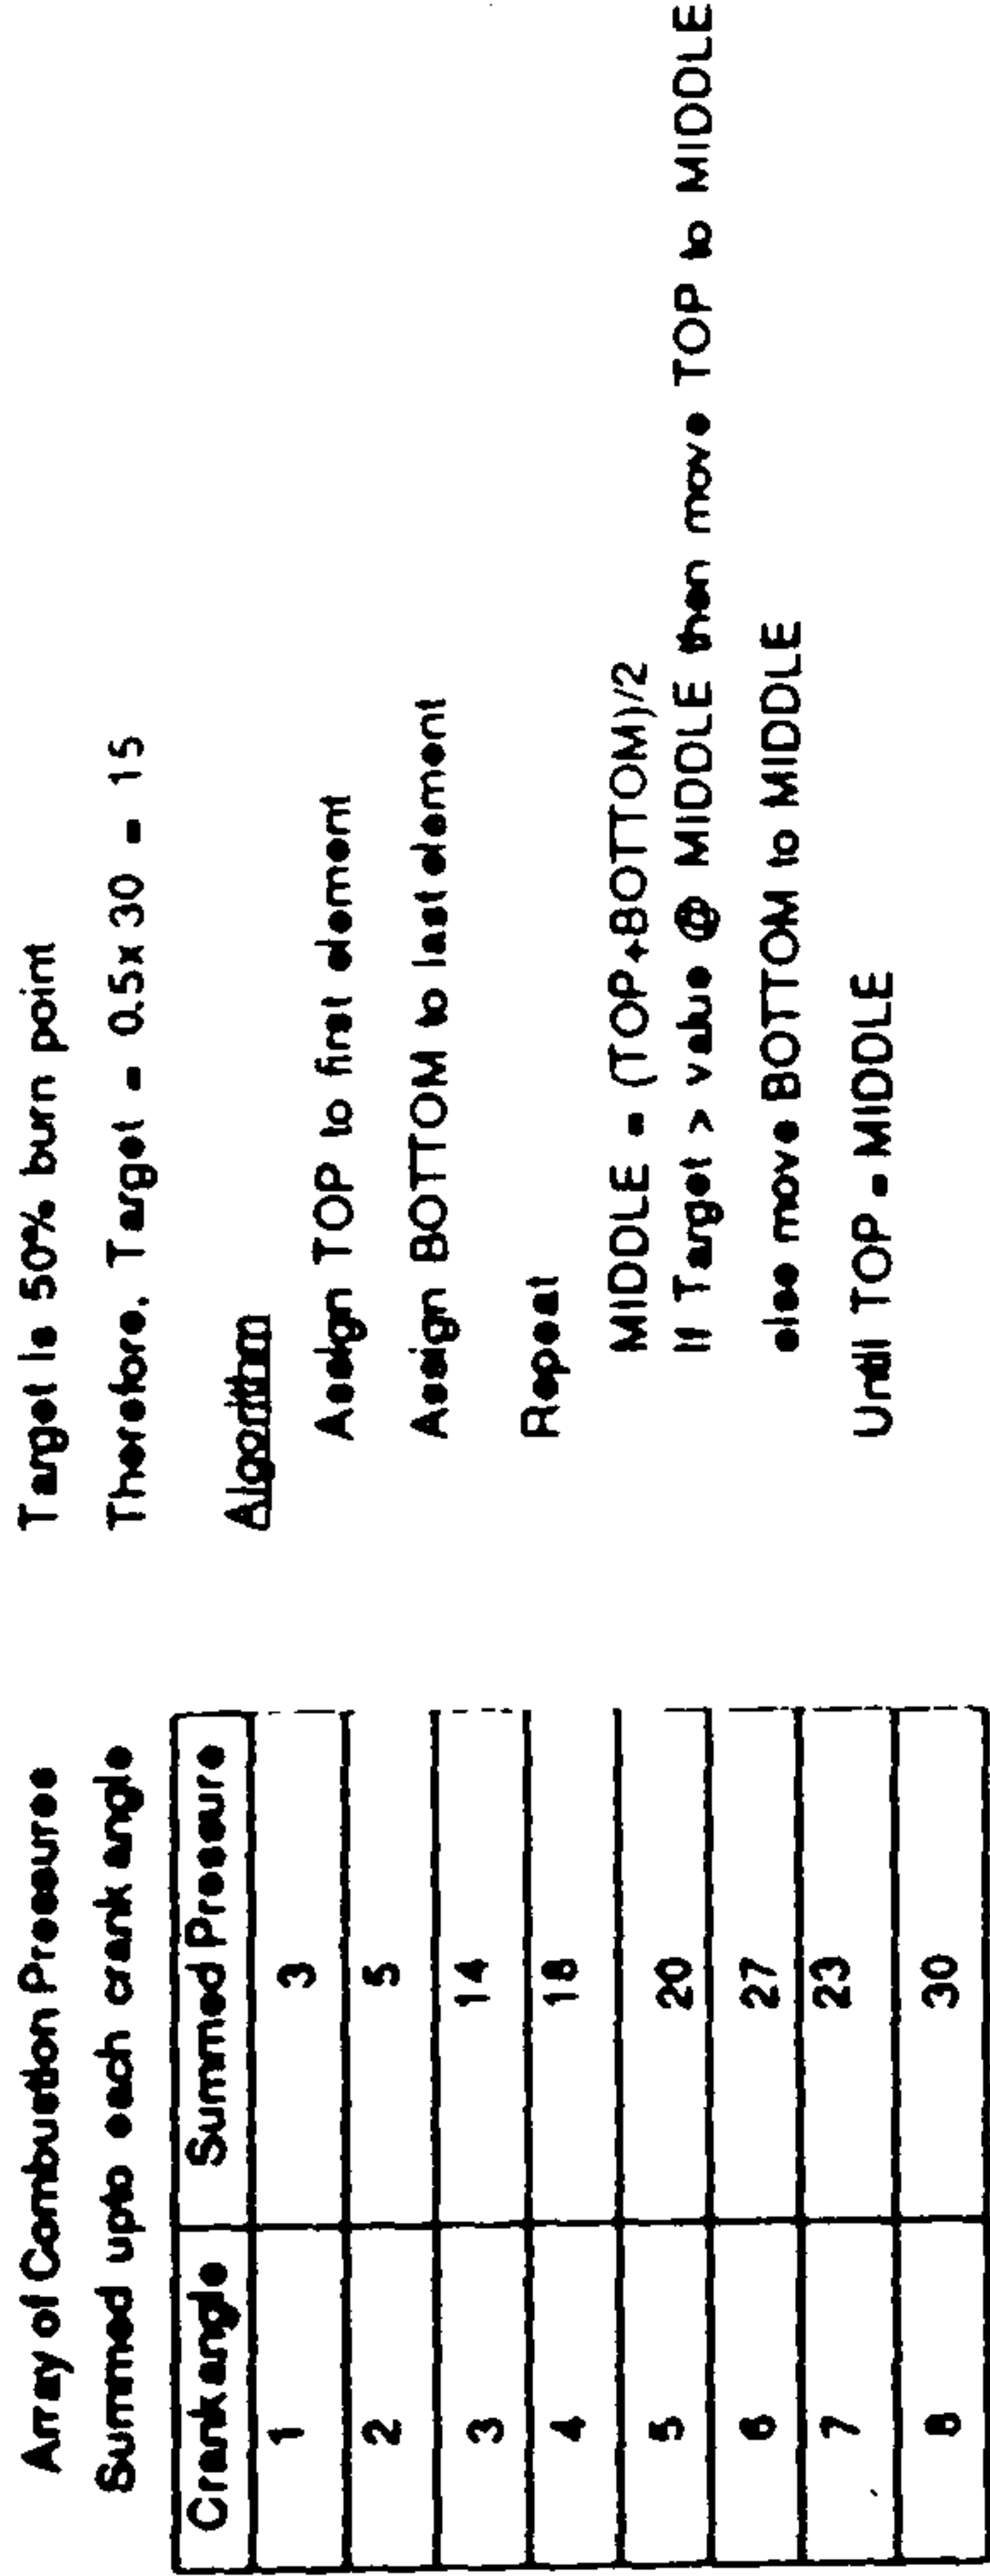 Array of Combustion Pressures
Summed upto each crank angle
Crank angle Summed Pressure
1 3
2 5
3 14
4 18
5 20
6 27
7 23
8 30
Target is 50% burn point
Therefore, Target = 0.5x30 = 15
Algorithm
Assign TOP to first element
Assign BOTTOM to last element
Repeat
MIDDLE = (TOP+BOTTOM)/2
If Target > value @ MIDDLE then move TOP to MIDDLE
else move BOTTOM to MIDDLE
Until TOP = MIDDLE